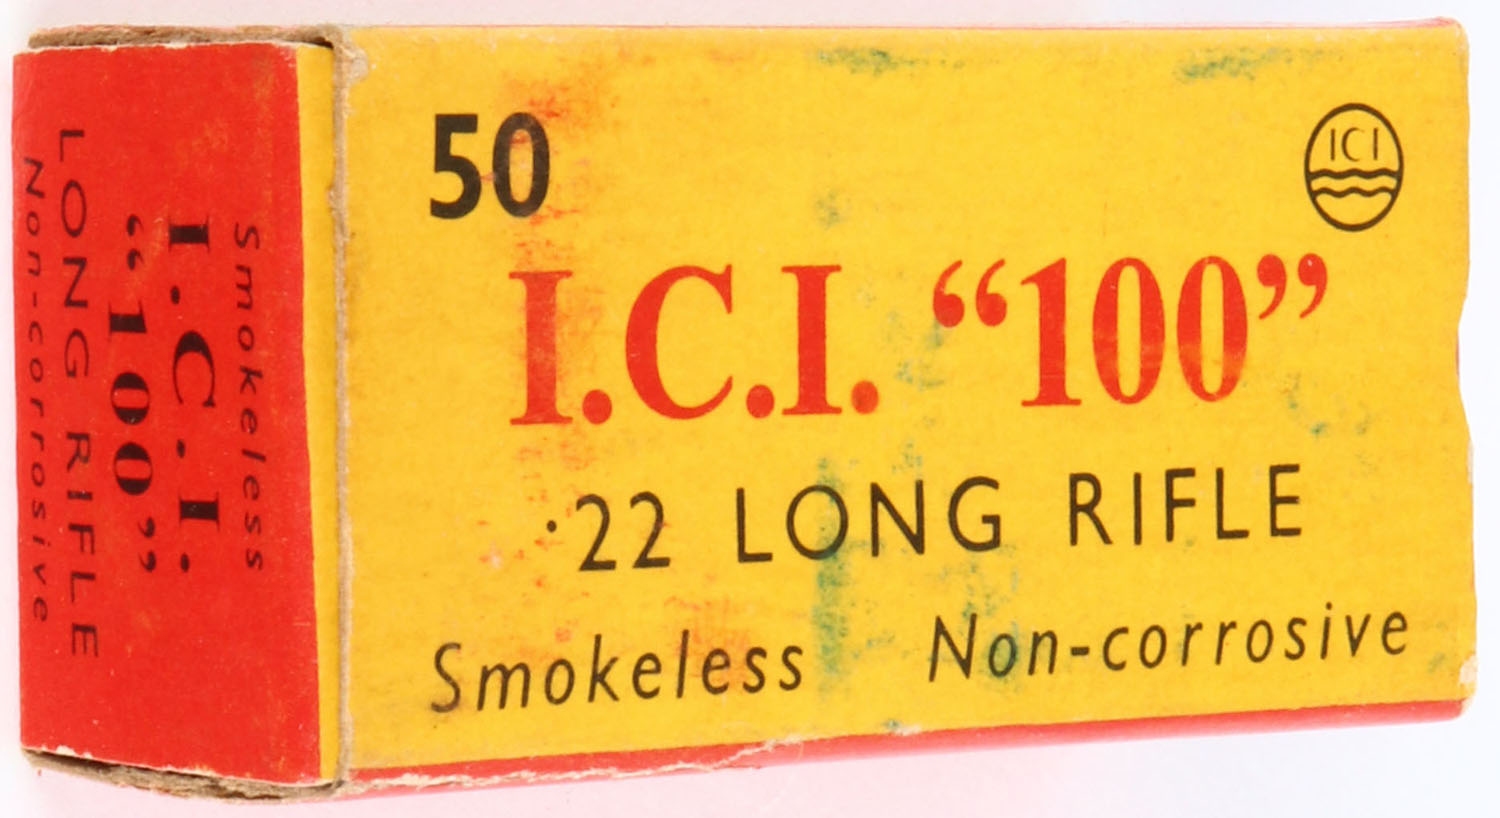 50
ICI
I.C.I. “100”
·22 LONG RIFLE
Smokeless Non-corrosive
Smokeless
I.C.I.
“100”
LONG RIFLE
Non-corrosive